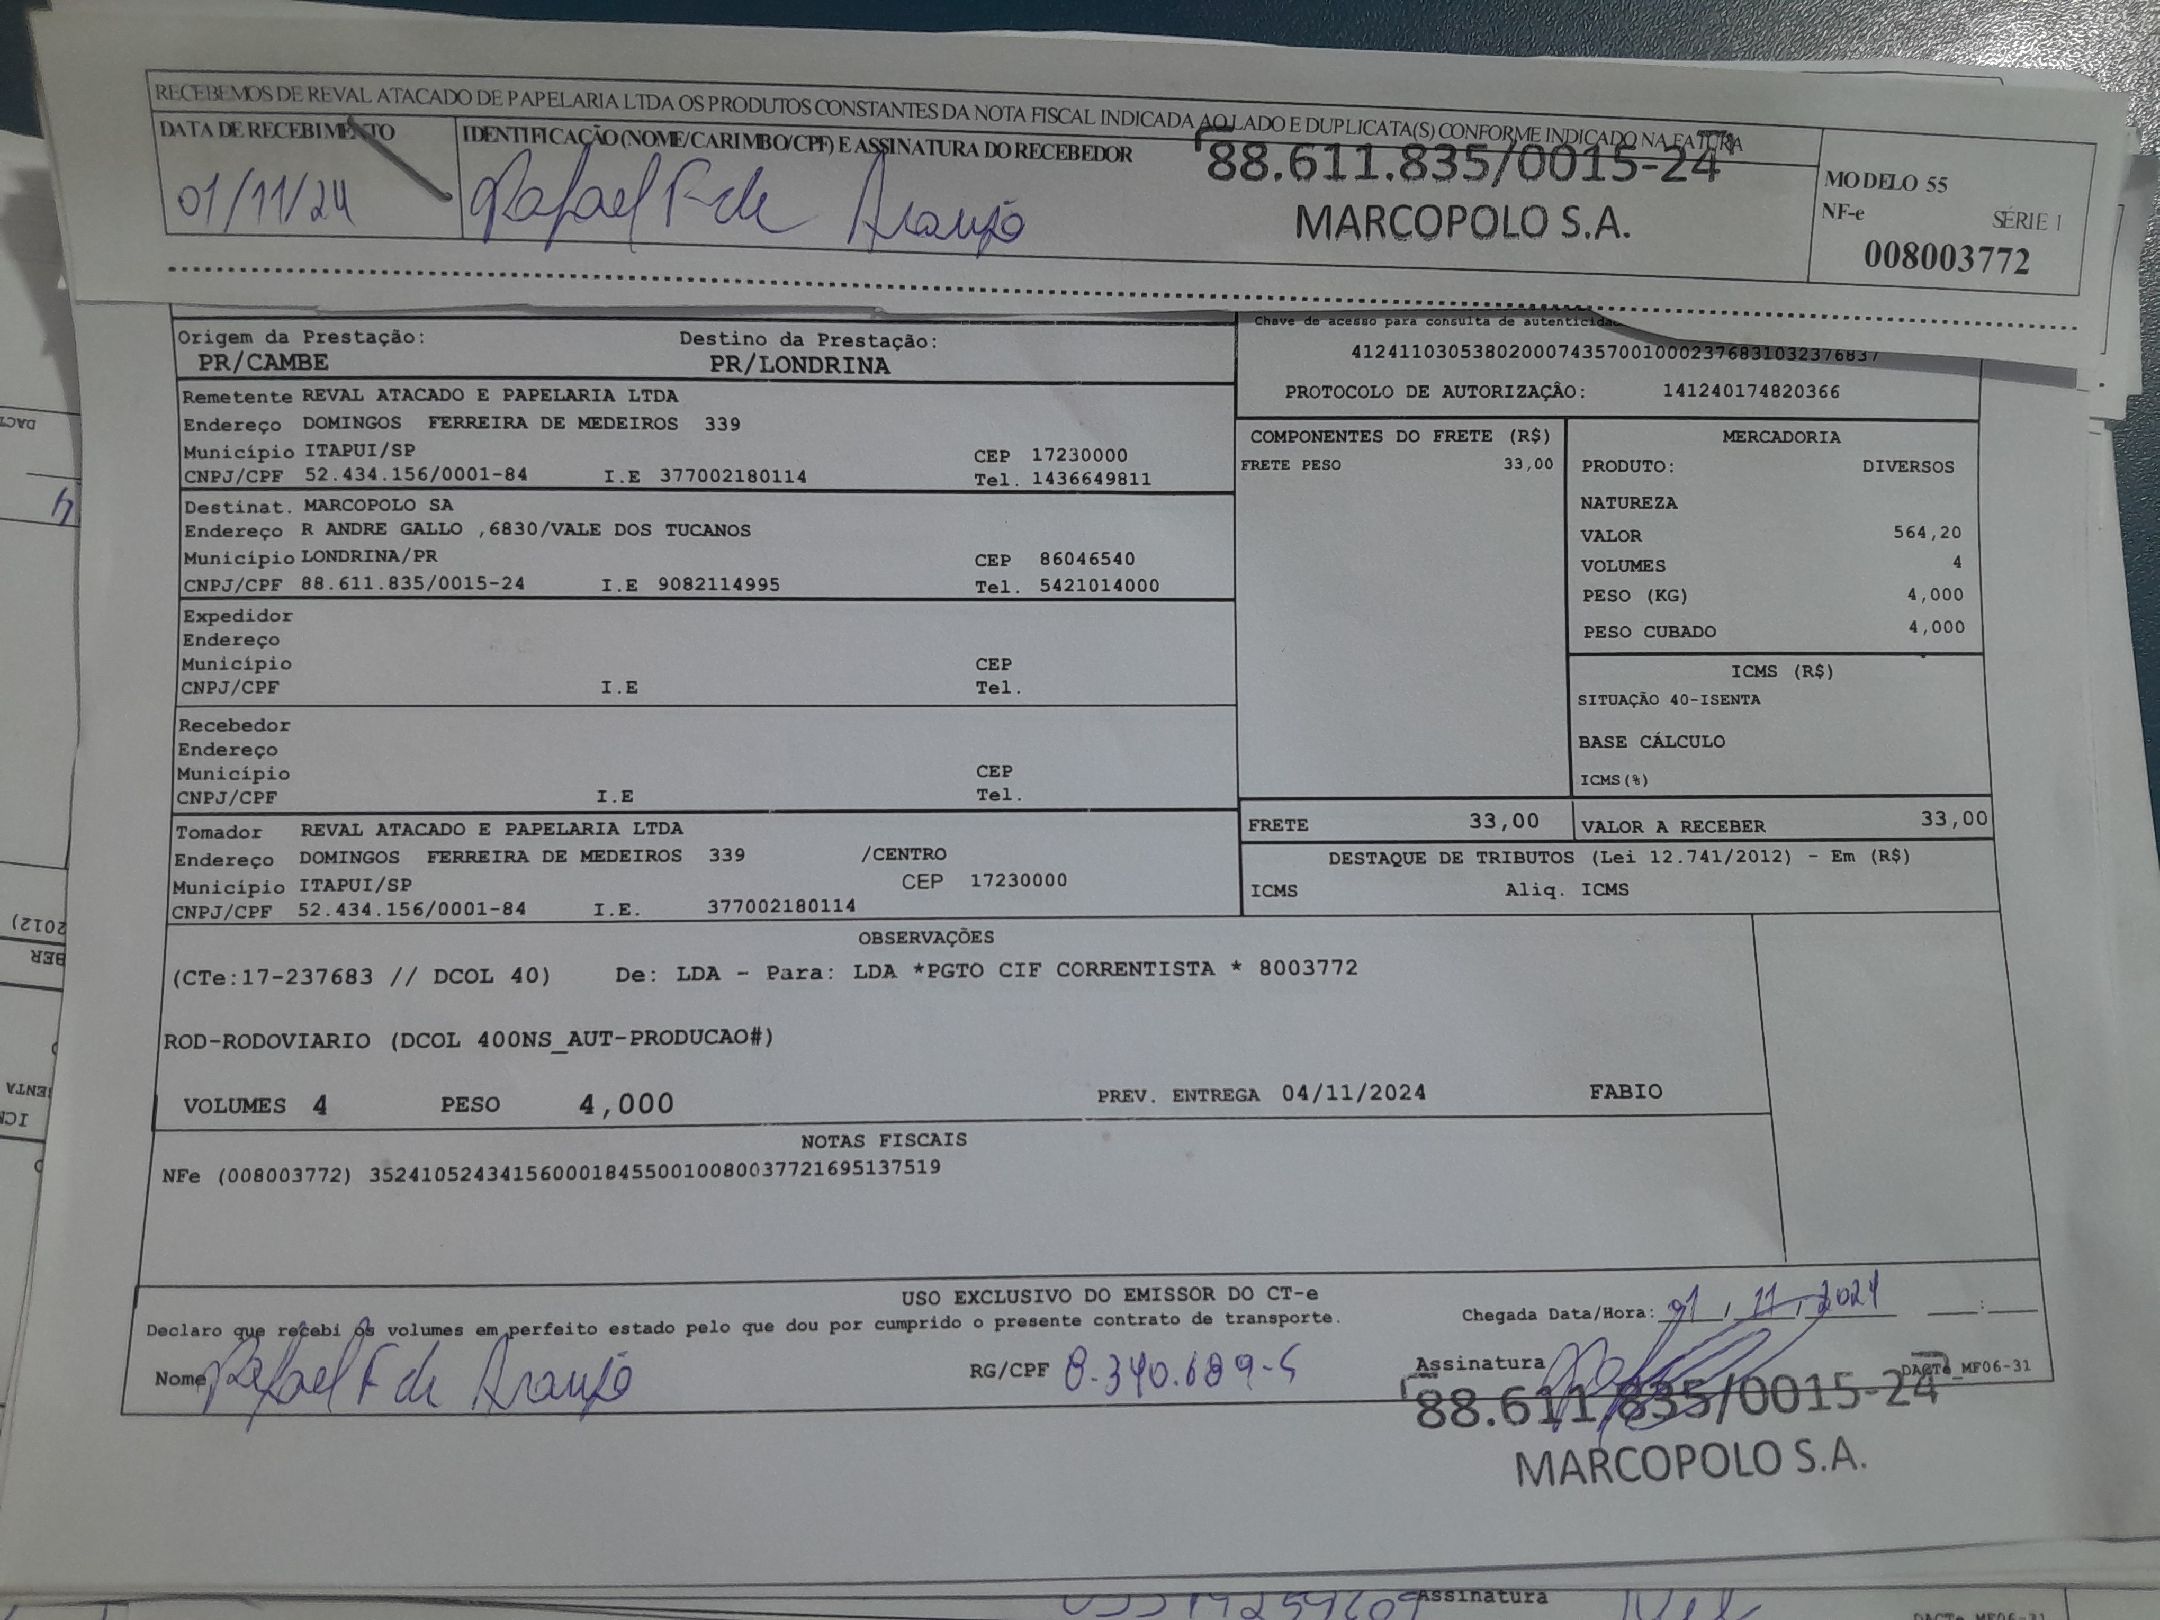 RECEBEMOS DE REVAL ATACADO DE PAPELARIA LTDA OS PRODUTOS CONSTANTES DA NOTA FISCAL INDICADA AO LADO E DUPLICATA(S) CONFORME INDICADO NA FATURA
DATA DE RECEBIMENTO IDENTIFICAÇÃO (NOME/CARIMBO/CPF) E ASSINATURA DO RECEBEDOR
88.611.835/0015-24
MODELO 55
01/11/24 Rafael F de Araujo MARCOPOLO S.A.
NF-e SÉRIE 1
008003772
Chave de acesso para consulta de
Origem da Prestação: Destino da Prestação:
PR/CAMBE PR/LONDRINA
41241103053802000743570010002376831032376837
PROTOCOLO DE AUTORIZAÇÃO: 141240174820366
Remetente REVAL ATACADO E PAPELARIA LTDA
Endereço DOMINGOS FERREIRA DE MEDEIROS 339
Município ITAPUI/SP CEP 17230000
CNPJ/CPF 52.434.156/0001-84 I.E 377002180114 Tel. 1436649811
Destinat. MARCOPOLO SA
Endereço R ANDRE GALLO ,6830/VALE DOS TUCANOS
Município LONDRINA/PR CEP 86046540
CNPJ/CPF 88.611.835/0015-24 I.E 9082114995 Tel. 5421014000
Expedidor
Endereço
Município CEP
CNPJ/CPF I.E Tel.
Recebedor
Endereço
Município CEP
CNPJ/CPF I.E Tel.
Tomador REVAL ATACADO E PAPELARIA LTDA
Endereço DOMINGOS FERREIRA DE MEDEIROS 339 /CENTRO
Município ITAPUI/SP CEP 17230000
CNPJ/CPF 52.434.156/0001-84 I.E. 377002180114
COMPONENTES DO FRETE (R$)
FRETE PESO 33,00
MERCADORIA
PRODUTO: DIVERSOS
NATUREZA
VALOR 564,20
VOLUMES 4
PESO (KG) 4,000
PESO CUBADO 4,000
ICMS (R$)
SITUAÇÃO 40-ISENTA
BASE CÁLCULO
ICMS(%)
FRETE 33,00 VALOR A RECEBER 33,00
DESTAQUE DE TRIBUTOS (Lei 12.741/2012) - Em (R$)
ICMS Aliq. ICMS
OBSERVAÇÕES
(CTe:17-237683 // DCOL 40) De: LDA - Para: LDA *PGTO CIF CORRENTISTA * 8003772
ROD-RODOVIARIO (DCOL 400NS_AUT-PRODUCAO#)
VOLUMES 4 PESO 4,000 PREV. ENTREGA 04/11/2024 FABIO
NOTAS FISCAIS
NFe (008003772) 35241052434156000184550010080037721695137519
USO EXCLUSIVO DO EMISSOR DO CT-e
Declaro que recebi os volumes em perfeito estado pelo que dou por cumprido o presente contrato de transporte.
Chegada Data/Hora: 01/11/2024 :
Nome Rafael F de Araujo RG/CPF 8.340.689-5 Assinatura
DACTe_MF06-31
88.611.835/0015-24
MARCOPOLO S.A.
Assinatura
DACTe MF06-31